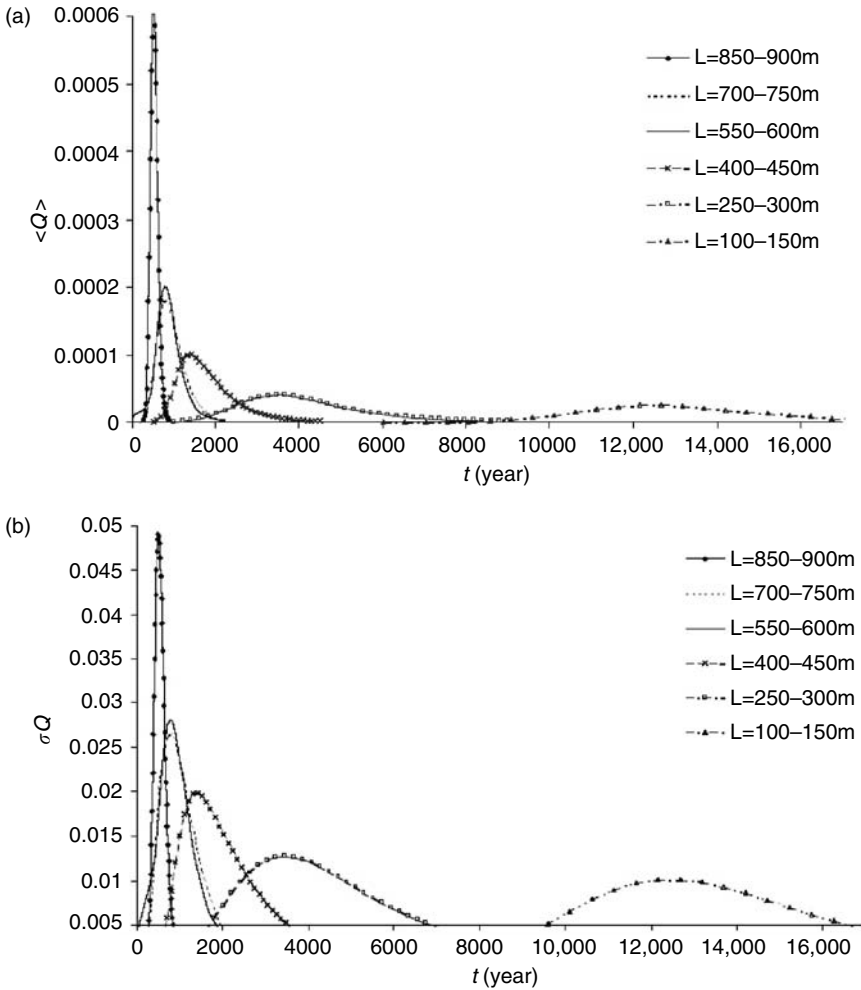 (a)
0.0006
0.0005
0.0004
0.0003
0.0002
0.0001
0
<Q>
0 2000 4000 6000 8000 10000 12,000 14,000 16,000
t (year)
L=850–900m
L=700–750m
L=550–600m
L=400–450m
L=250–300m
L=100–150m
(b)
0.05
0.045
0.04
0.035
0.03
0.025
0.02
0.015
0.01
0.005
σQ
0 2000 4000 6000 8000 10,000 12,000 14,000 16,000
t (year)
L=850–900m
L=700–750m
L=550–600m
L=400–450m
L=250–300m
L=100–150m